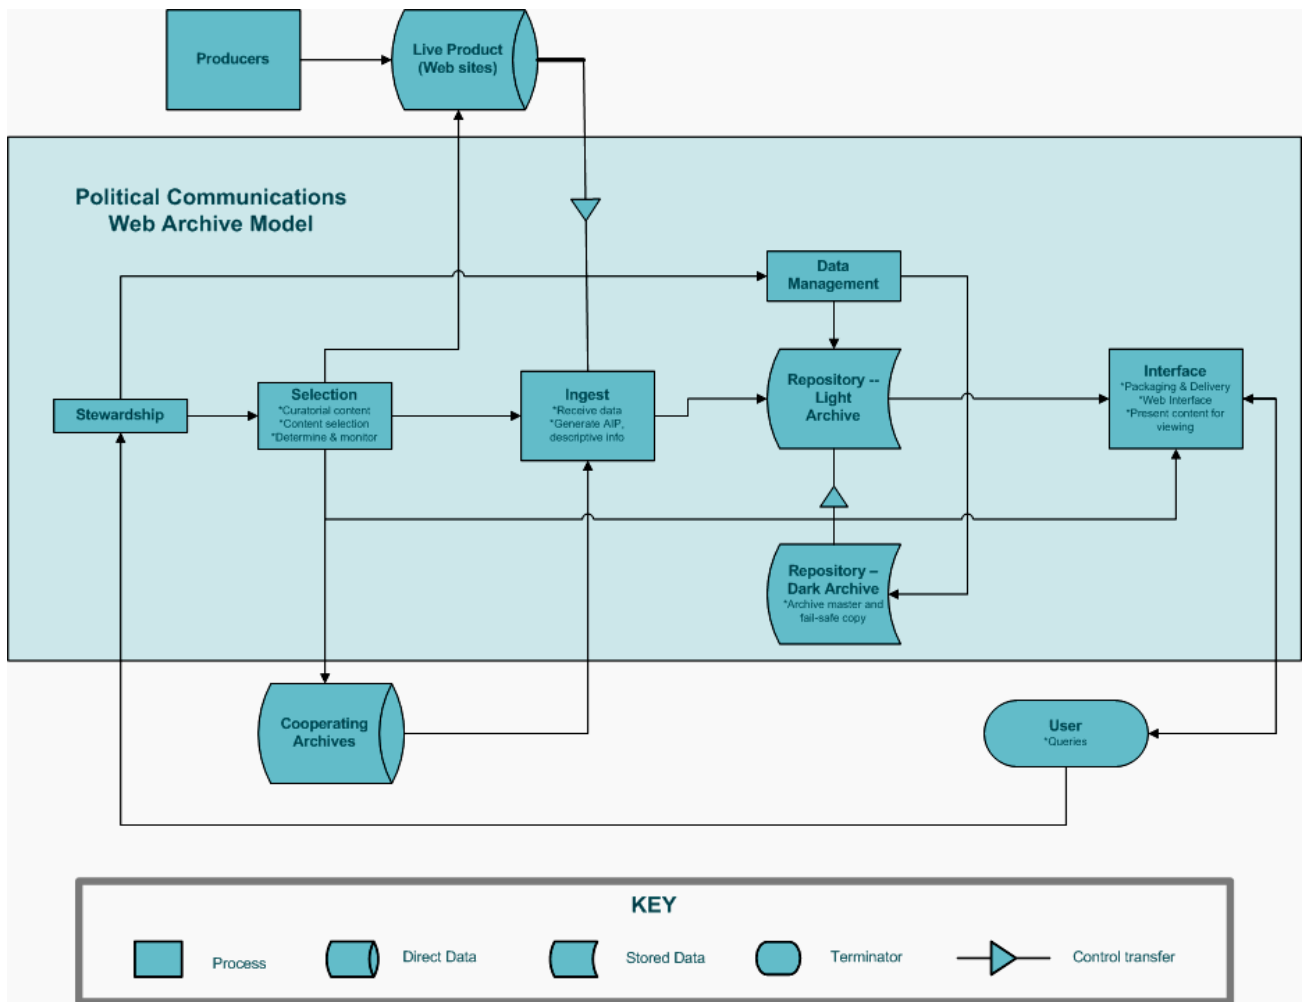 Producers
Live Product
(Web sites)
Political Communications
Web Archive Model
Data
Management
Stewardship
Selection
*Curatorial content
*Content selection
*Determine & monitor
Ingest
*Receive data
*Generate AIP,
descriptive info
Repository --
Light
Archive
Interface
*Packaging & Delivery
*Web Interface
*Present content for
viewing
Repository –
Dark Archive
*Archive master and
fail-safe copy
Cooperating
Archives
User
*Queries
KEY
Process
Direct Data
Stored Data
Terminator
Control transfer